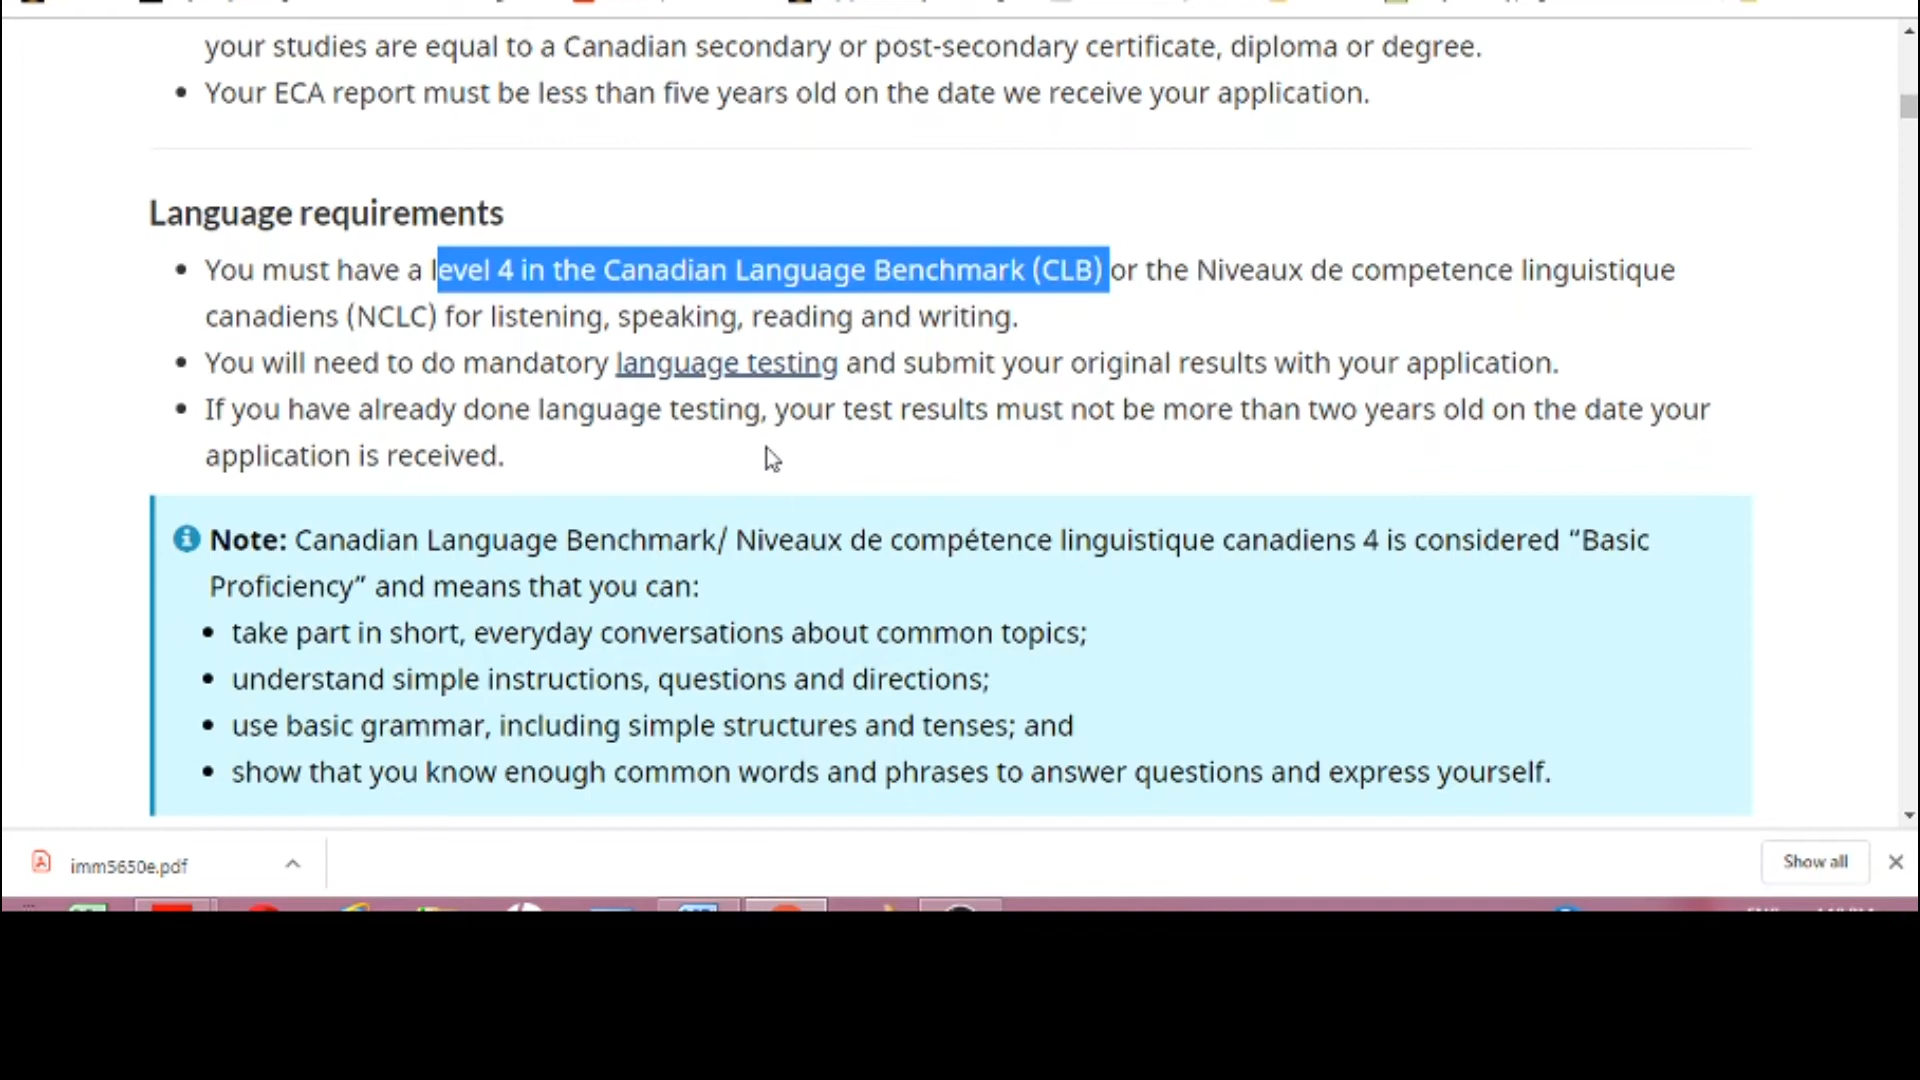 your studies are equal to a Canadian secondary or post-secondary certificate, diploma or degree.
• Your ECA report must be less than five years old on the date we receive your application.
Language requirements
• You must have a level 4 in the Canadian Language Benchmark (CLB) or the Niveaux de competence linguistique
canadiens (NCLC) for listening, speaking, reading and writing.
• You will need to do mandatory language testing and submit your original results with your application.
• If you have already done language testing, your test results must not be more than two years old on the date your
application is received.
Note: Canadian Language Benchmark/ Niveaux de compétence linguistique canadiens 4 is considered “Basic
Proficiency” and means that you can:
• take part in short, everyday conversations about common topics;
• understand simple instructions, questions and directions;
• use basic grammar, including simple structures and tenses; and
• show that you know enough common words and phrases to answer questions and express yourself.
imm5650e.pdf
Show all